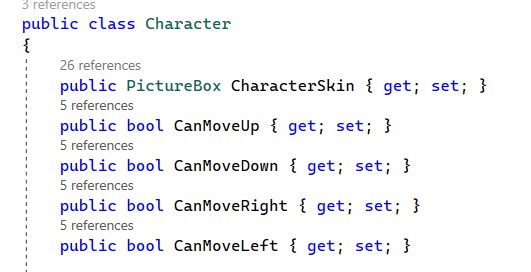 3 references
public class Character
{
26 references
public PictureBox CharacterSkin { get; set; }
5 references
public bool CanMoveUp { get; set; }
5 references
public bool CanMoveDown { get; set; }
5 references
public bool CanMoveRight { get; set; }
5 references
public bool CanMoveLeft { get; set; }